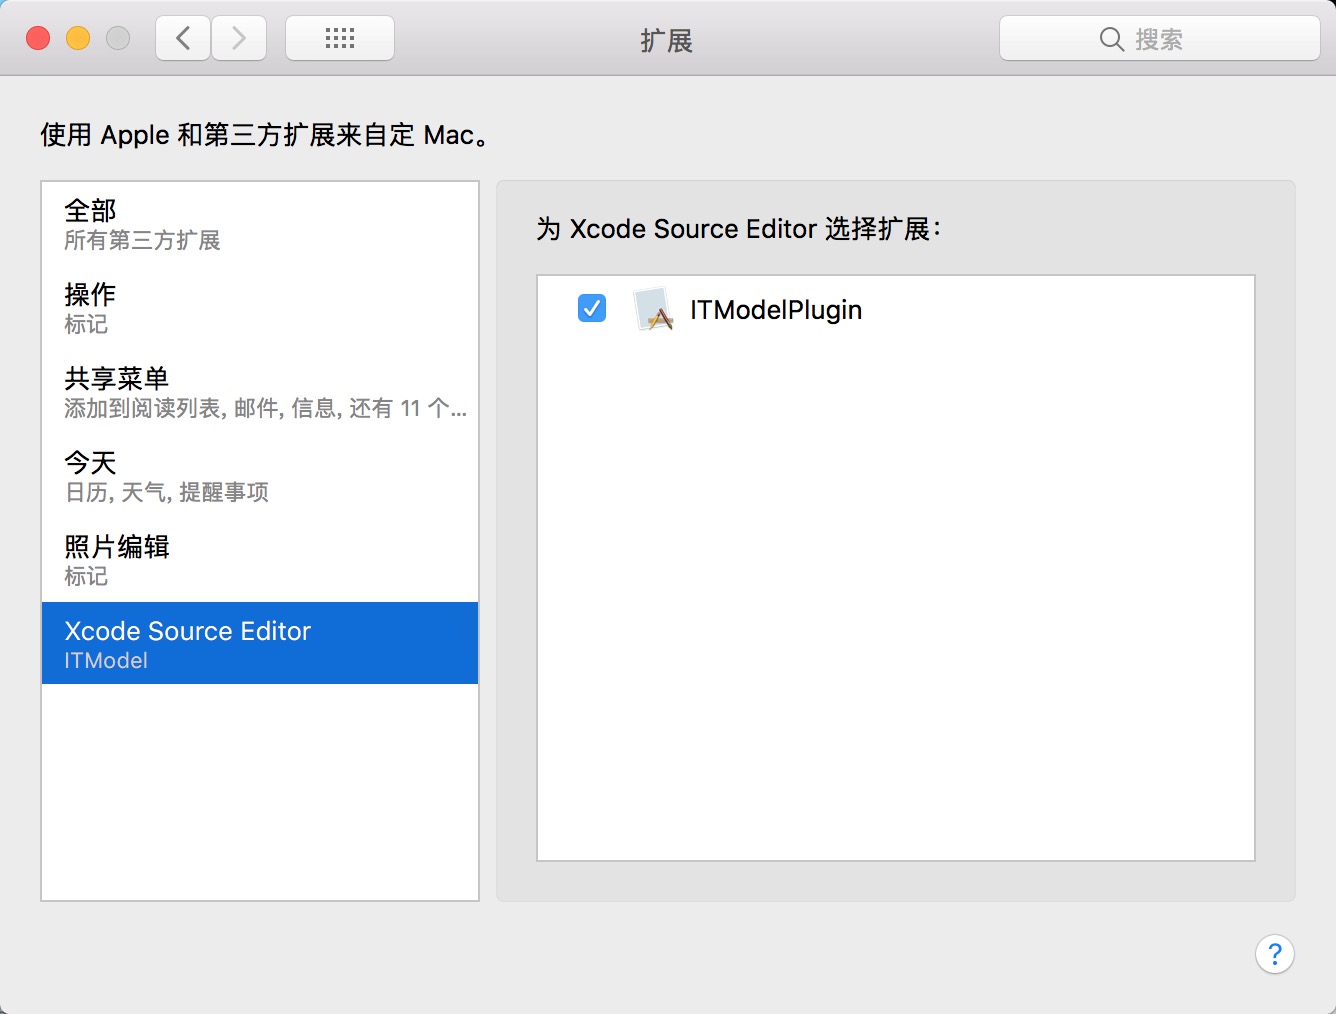 扩展
搜索
使用 Apple 和第三方扩展来自定 Mac。
全部
所有第三方扩展
操作
标记
共享菜单
添加到阅读列表, 邮件, 信息, 还有 11 个...
今天
日历, 天气, 提醒事项
照片编辑
标记
Xcode Source Editor
ITModel
为 Xcode Source Editor 选择扩展：
ITModelPlugin
?